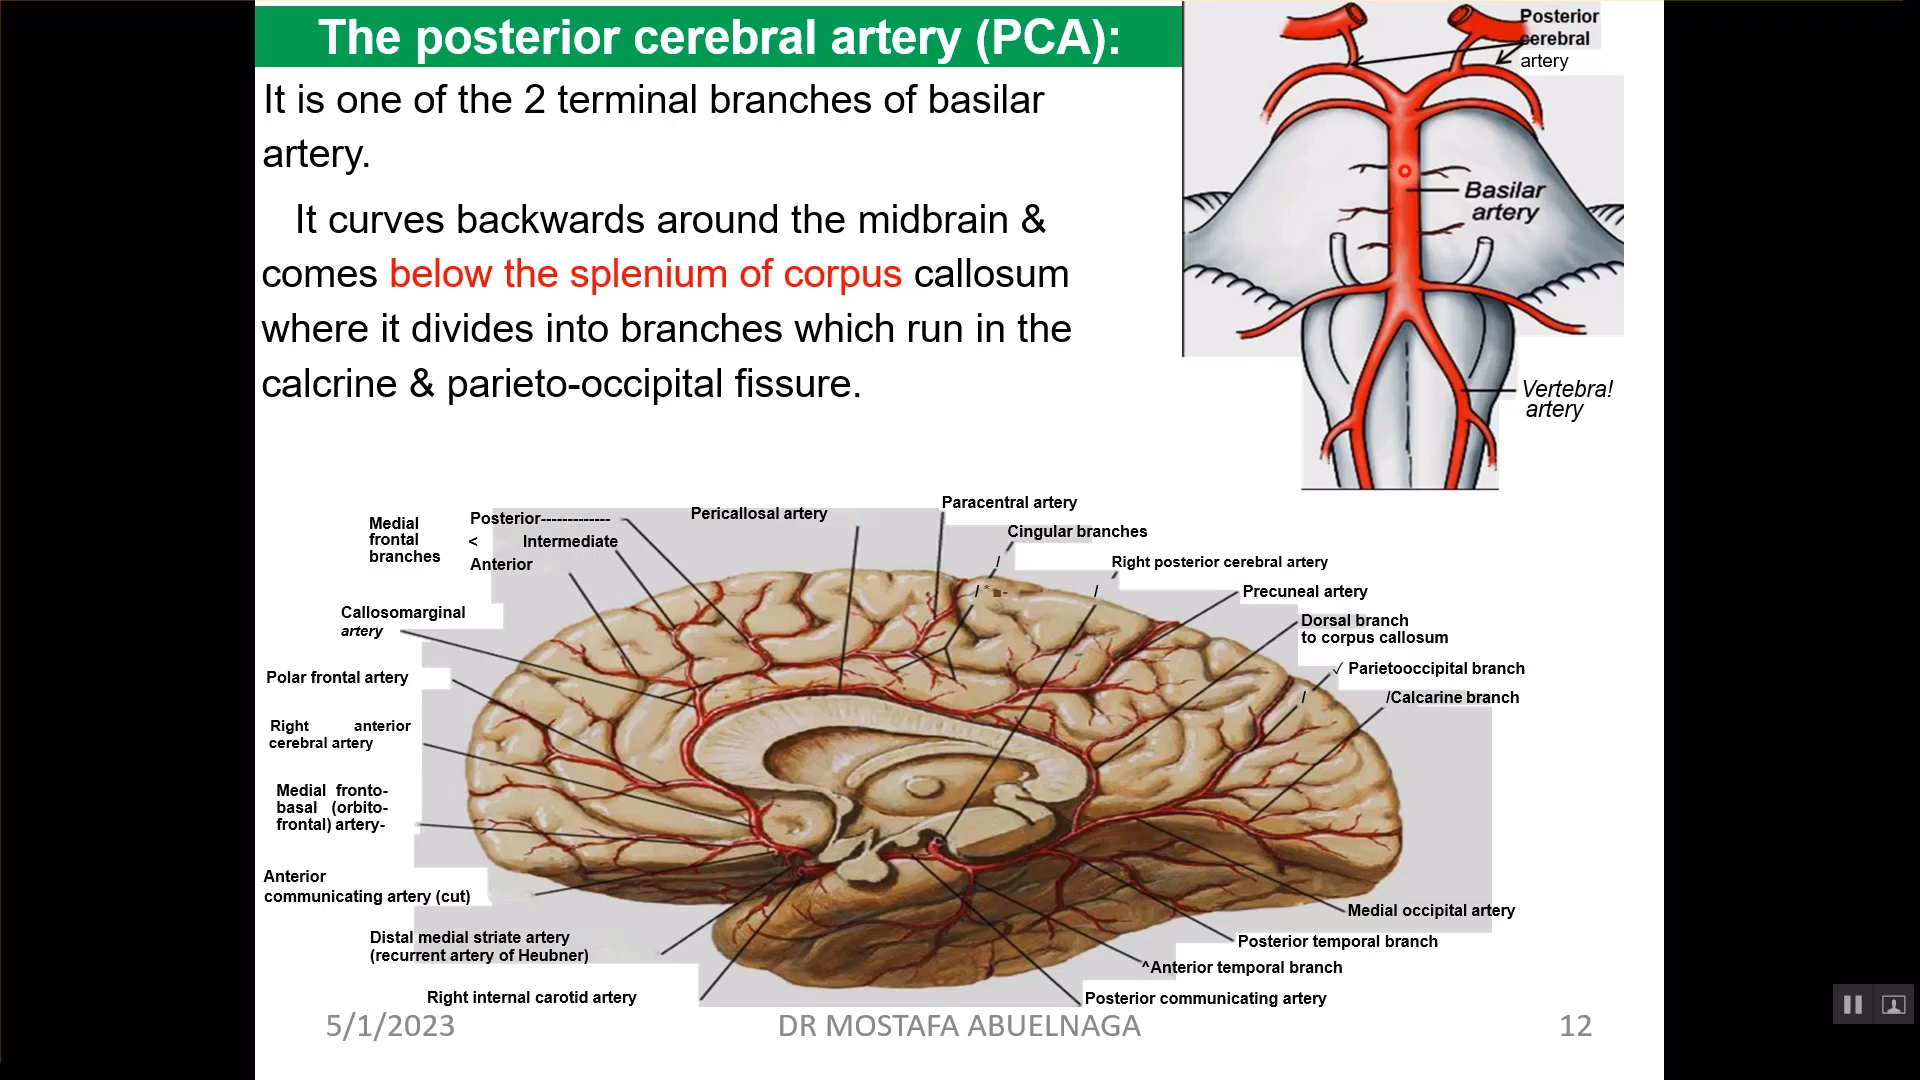 The posterior cerebral artery (PCA):
It is one of the 2 terminal branches of basilar
artery.
It curves backwards around the midbrain &
comes below the splenium of corpus callosum
where it divides into branches which run in the
calcrine & parieto-occipital fissure.
Posterior
cerebral
artery
Basilar
artery
Vertebra!
artery
Medial
frontal
branches
Posterior-------------
< Intermediate
Anterior
Pericallosal artery
Paracentral artery
Cingular branches
Right posterior cerebral artery
Precuneal artery
Dorsal branch
to corpus callosum
✓ Parietooccipital branch
/Calcarine branch
Callosomarginal
artery
Polar frontal artery
Right anterior
cerebral artery
Medial fronto-
basal (orbito-
frontal) artery-
Anterior
communicating artery (cut)
Distal medial striate artery
(recurrent artery of Heubner)
Right internal carotid artery
Medial occipital artery
Posterior temporal branch
^Anterior temporal branch
Posterior communicating artery
5/1/2023
DR MOSTAFA ABUELNAGA
12